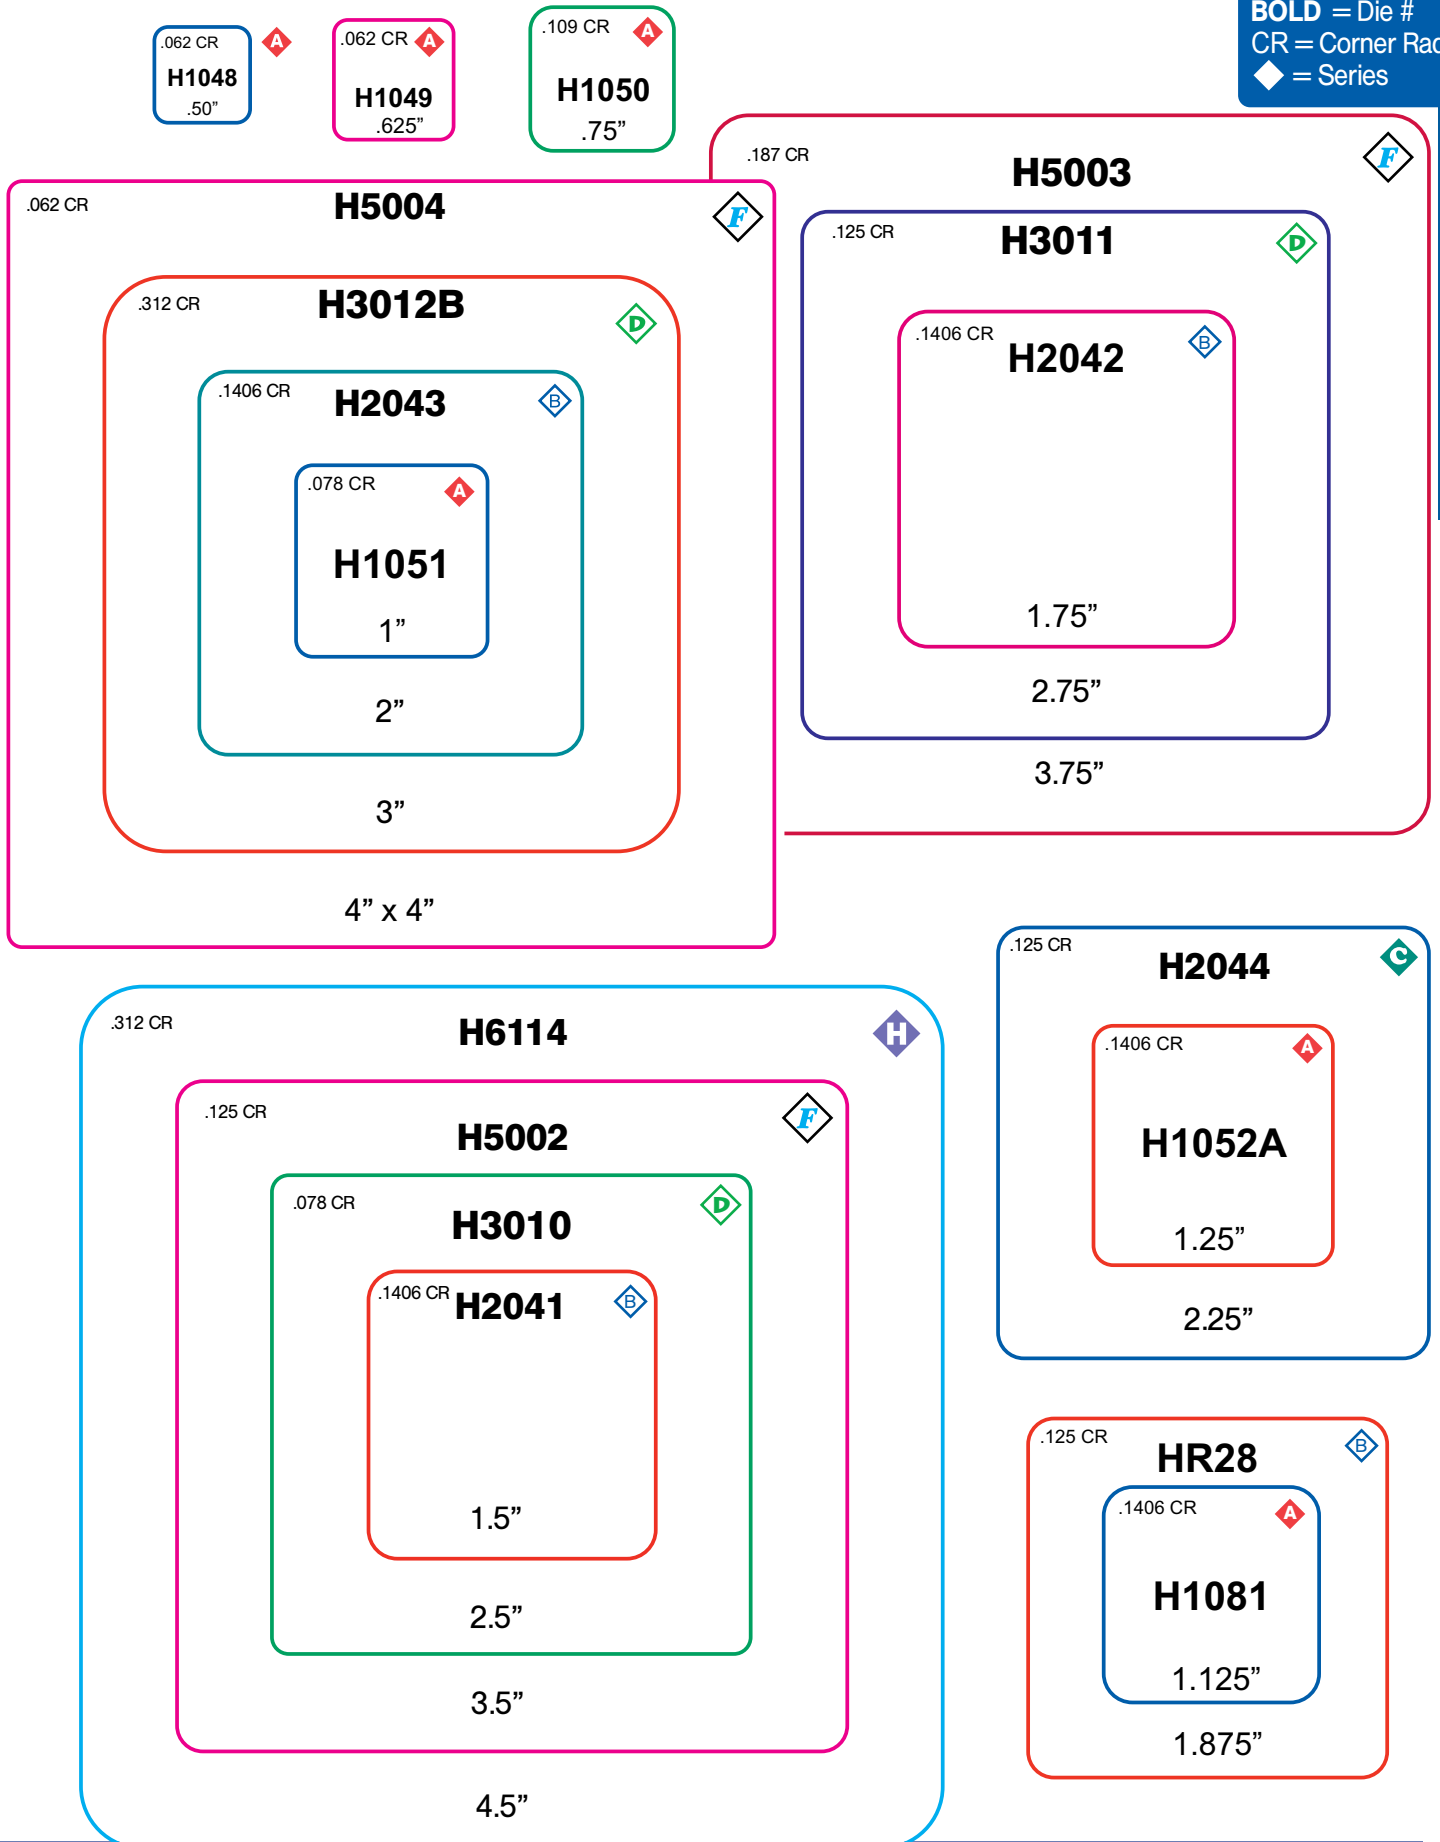 BOLD = Die #
CR = Corner Rad
= Series
.062 CR
A
H1048
.50”
.062 CR
A
H1049
.625”
.109 CR
A
H1050
.75”
.187 CR
H5003
F
.125 CR
H3011
D
.1406 CR
H2042
B
1.75”
2.75”
3.75”
.062 CR
H5004
F
.312 CR
H3012B
D
.1406 CR
H2043
B
.078 CR
A
H1051
1”
2”
3”
4” x 4”
.125 CR
H2044
C
.1406 CR
A
H1052A
1.25”
2.25”
.312 CR
H6114
H
.125 CR
H5002
F
.078 CR
H3010
D
.1406 CR
H2041
B
1.5”
2.5”
3.5”
4.5”
.125 CR
HR28
B
.1406 CR
A
H1081
1.125”
1.875”